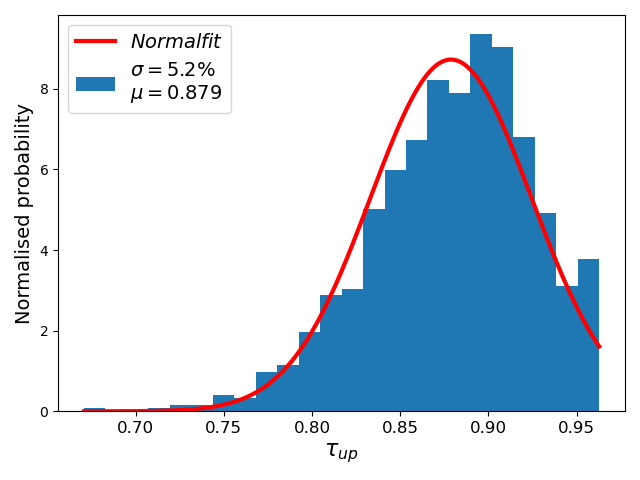 Normalfit
σ = 5.2%
μ = 0.879
Normalised probability
8
6
4
2
0
0.70 0.75 0.80 0.85 0.90 0.95
τup